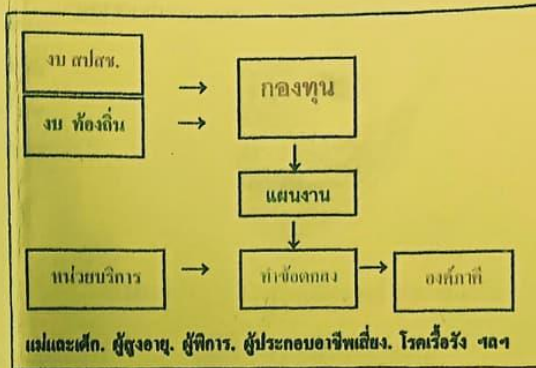 งบ สปสช.
งบ ท้องถิ่น
กองทุน
แผนงาน
หน่วยบริการ
ทำข้อตกลง
องค์ภาคี
แม่และเด็ก. ผู้สูงอายุ. ผู้พิการ. ผู้ประกอบอาชีพเสี่ยง. โรคเรื้อรัง ฯลฯ